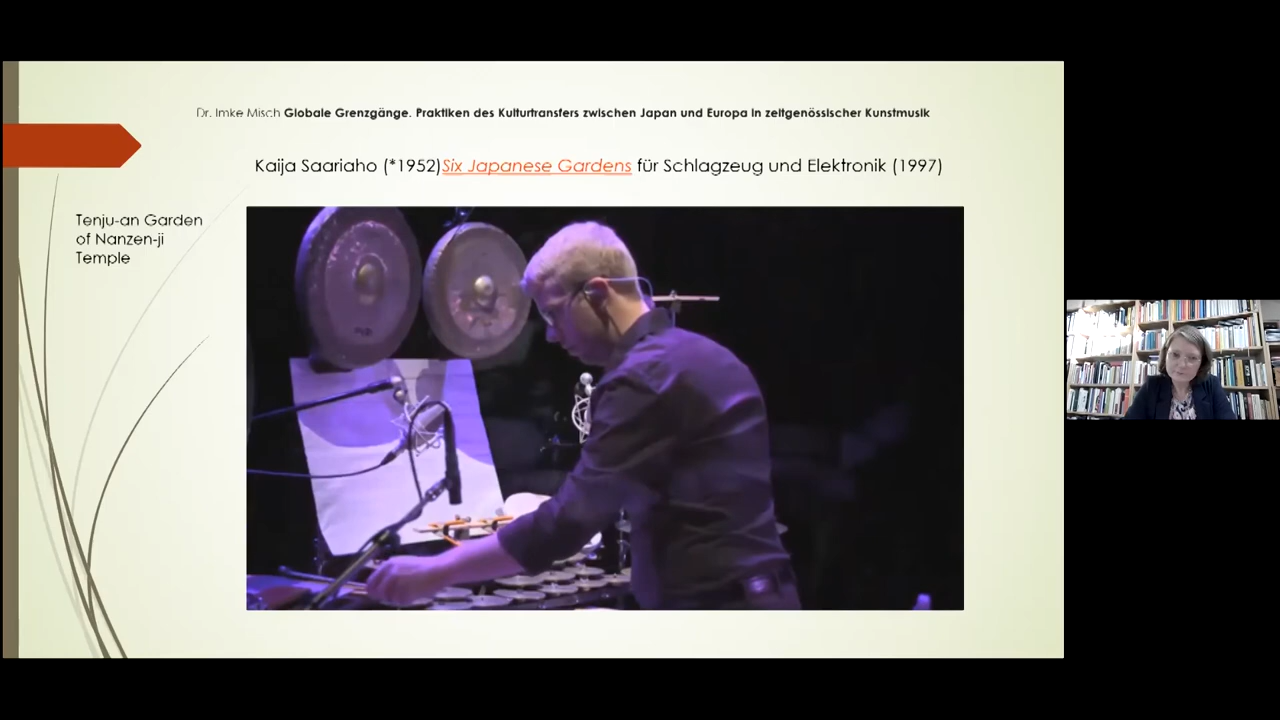 Dr. Imke Misch Globale Grenzgänge. Praktiken des Kulturtransfers zwischen Japan und Europa in zeitgenössischer Kunstmusik
Kaija Saariaho (*1952)Six Japanese Gardens für Schlagzeug und Elektronik (1997)
Tenju-an Garden
of Nanzen-ji
Temple